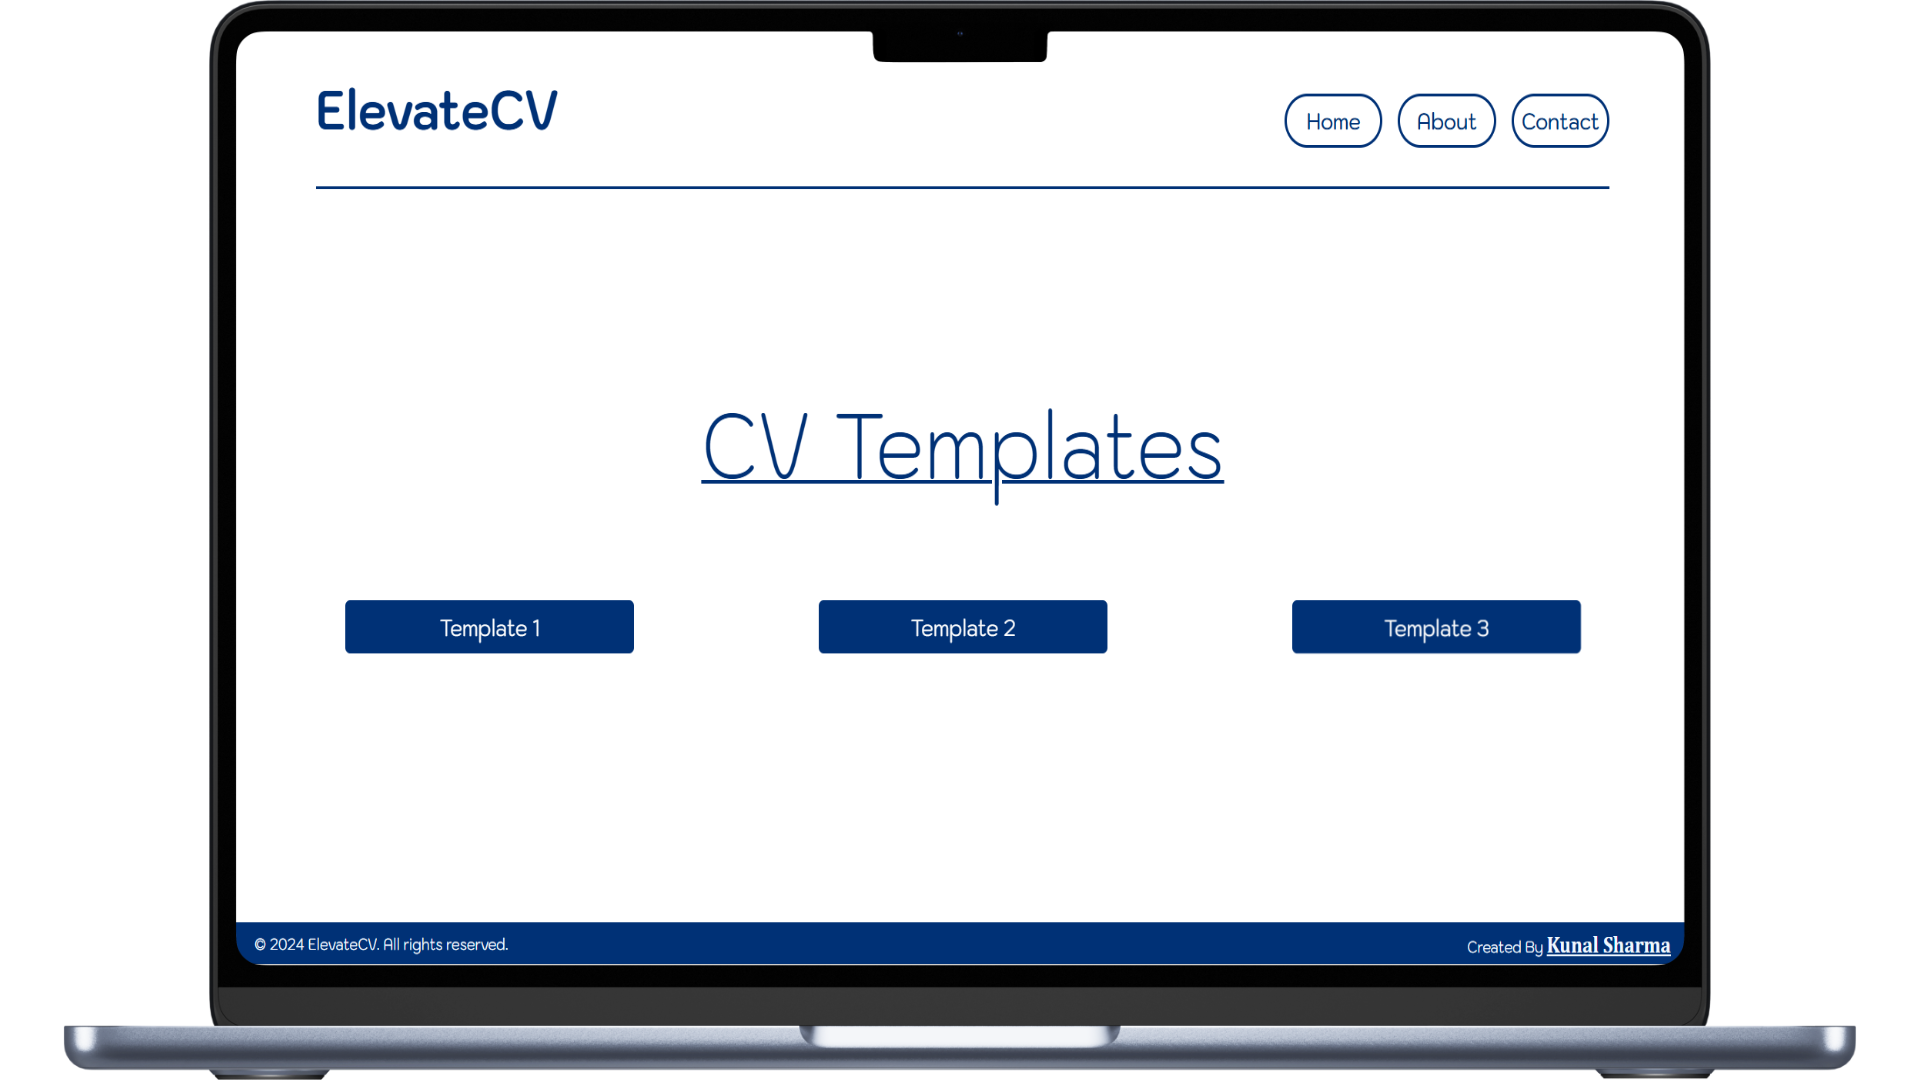 ElevateCV
Home About Contact
CV Templates
Template 1 Template 2 Template 3
© 2024 ElevateCV. All rights reserved.
Created By Kunal Sharma